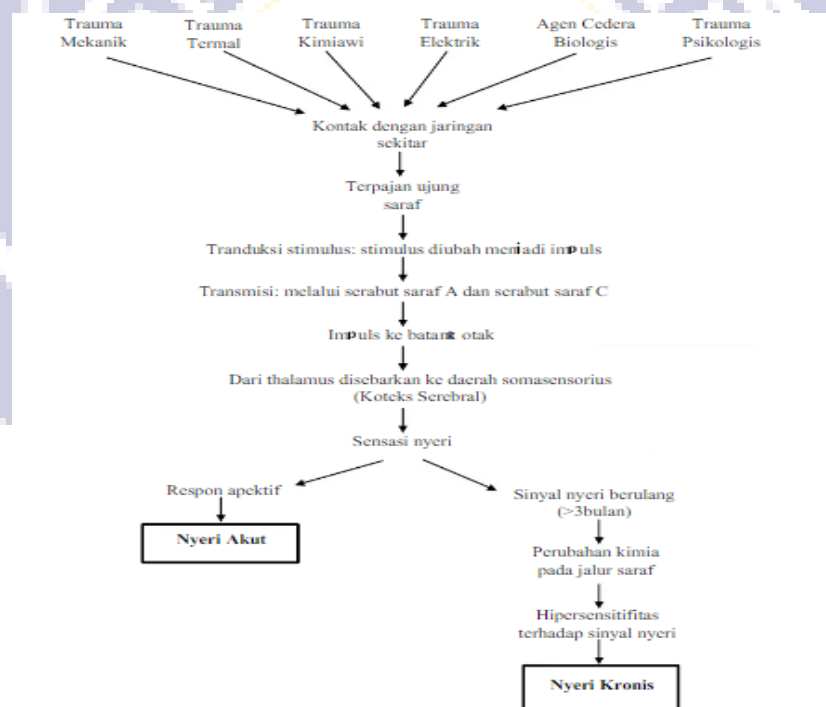 Trauma Mekanik
Trauma Termal
Trauma Kimiawi
Trauma Elektrik
Agen Cedera Biologis
Trauma Psikologis
Kontak dengan jaringan
sekitar
Terpajan ujung
saraf
Tranduksi stimulus: stimulus diubah menjadi impuls
Transmisi: melalui serabut saraf A dan serabut saraf C
Impuls ke batang otak
Dari thalamus disebarkan ke daerah somasensorius
(Koteks Serebral)
Sensasi nyeri
Respon apektif
Nyeri Akut
Sinyal nyeri berulang
(>3bulan)
Perubahan kimia
pada jalur saraf
Hipersensitifitas
terhadap sinyal nyeri
Nyeri Kronis